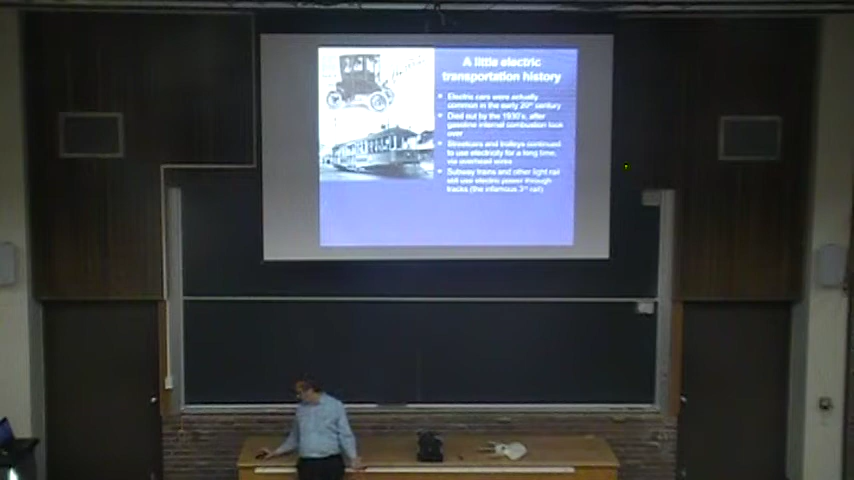 A little electric
transportation history
Electric cars were actually
common in the early 20th century
Died out by the 1930's, after
gasoline internal combustion took
over
Streetcars and trolleys continued
to use electricity for a long time,
via overhead wires
Subway trains and other light rail
still use electric power through
tracks (the infamous 3rd rail)